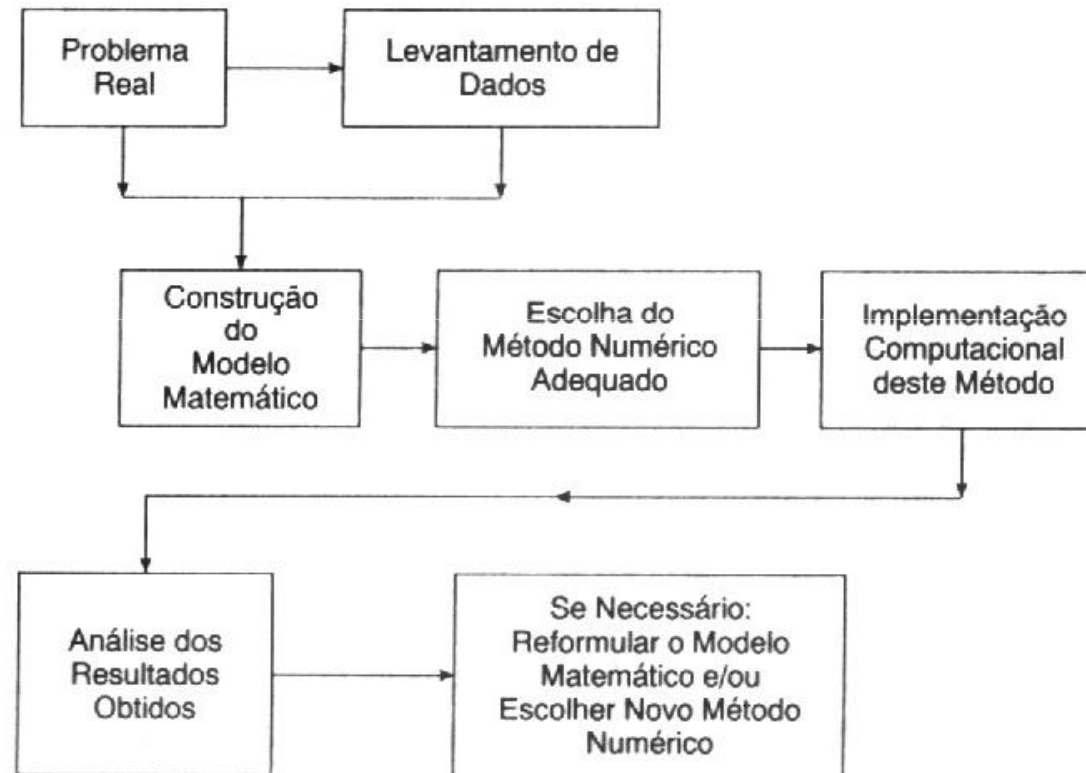 Problema
Real
Levantamento de
Dados
Construção
do
Modelo
Matemático
Escolha do
Método Numérico
Adequado
Implementação
Computacional
deste Método
Análise dos
Resultados
Obtidos
Se Necessário:
Reformular o Modelo
Matemático e/ou
Escolher Novo Método
Numérico